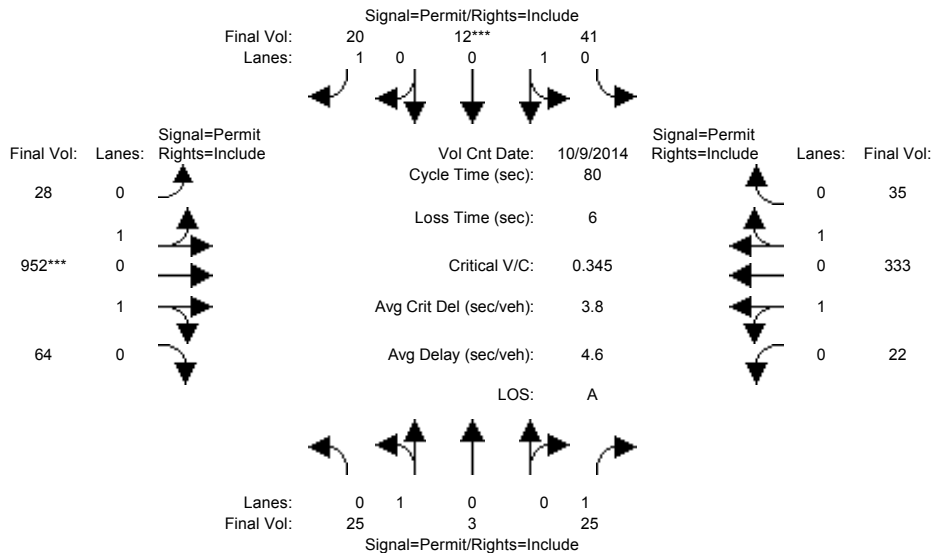 Signal=Permit/Rights=Include
Final Vol: 20 12*** 41
Lanes: 1 0 0 1 0
Signal=Permit
Final Vol: Lanes: Rights=Include
Vol Cnt Date: 10/9/2014
Signal=Permit
Rights=Include Lanes: Final Vol:
Cycle Time (sec): 80
28 0
0 35
Loss Time (sec): 6
1
1
952*** 0
Critical V/C: 0.345
0 333
1
Avg Crit Del (sec/veh): 3.8
1
64 0
Avg Delay (sec/veh): 4.6
0 22
LOS: A
Lanes: 0 1 0 0 1
Final Vol: 25 3 25
Signal=Permit/Rights=Include